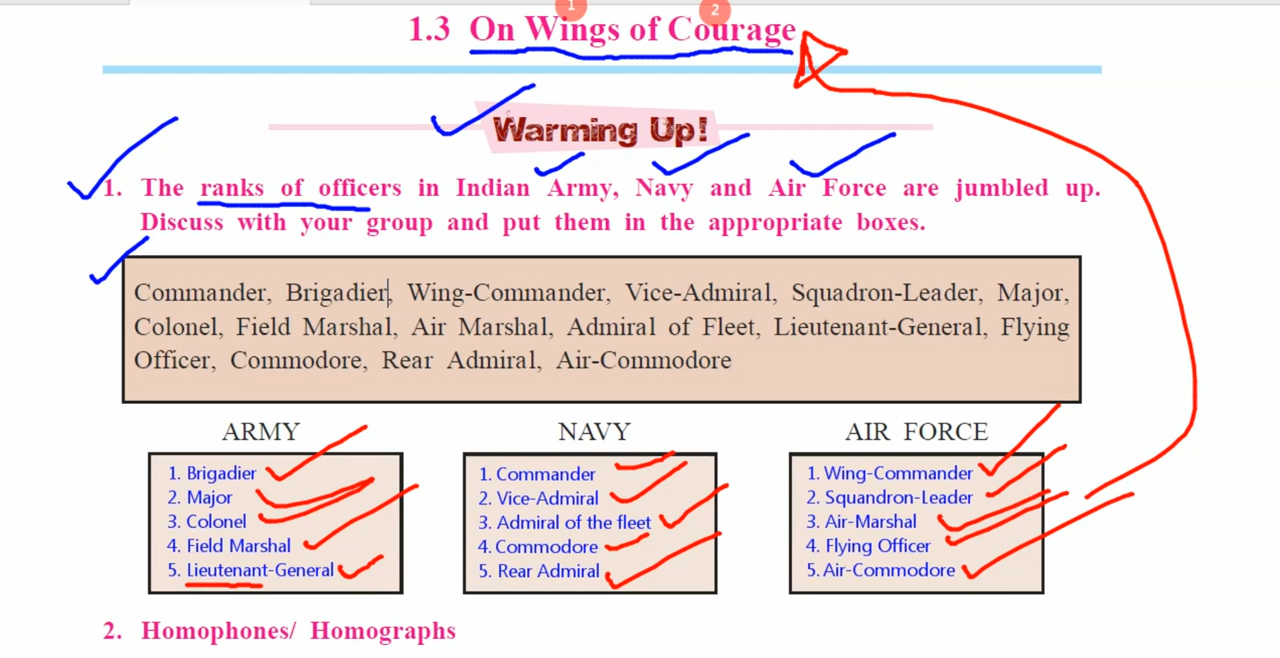 1 2
1.3 On Wings of Courage
Warming Up!
1. The ranks of officers in Indian Army, Navy and Air Force are jumbled up.
Discuss with your group and put them in the appropriate boxes.
Commander, Brigadier, Wing-Commander, Vice-Admiral, Squadron-Leader, Major,
Colonel, Field Marshal, Air Marshal, Admiral of Fleet, Lieutenant-General, Flying
Officer, Commodore, Rear Admiral, Air-Commodore
ARMY
1. Brigadier
2. Major
3. Colonel
4. Field Marshal
5. Lieutenant-General
NAVY
1. Commander
2. Vice-Admiral
3. Admiral of the fleet
4. Commodore
5. Rear Admiral
AIR FORCE
1. Wing-Commander
2. Squandron-Leader
3. Air-Marshal
4. Flying Officer
5. Air-Commodore
2. Homophones/ Homographs